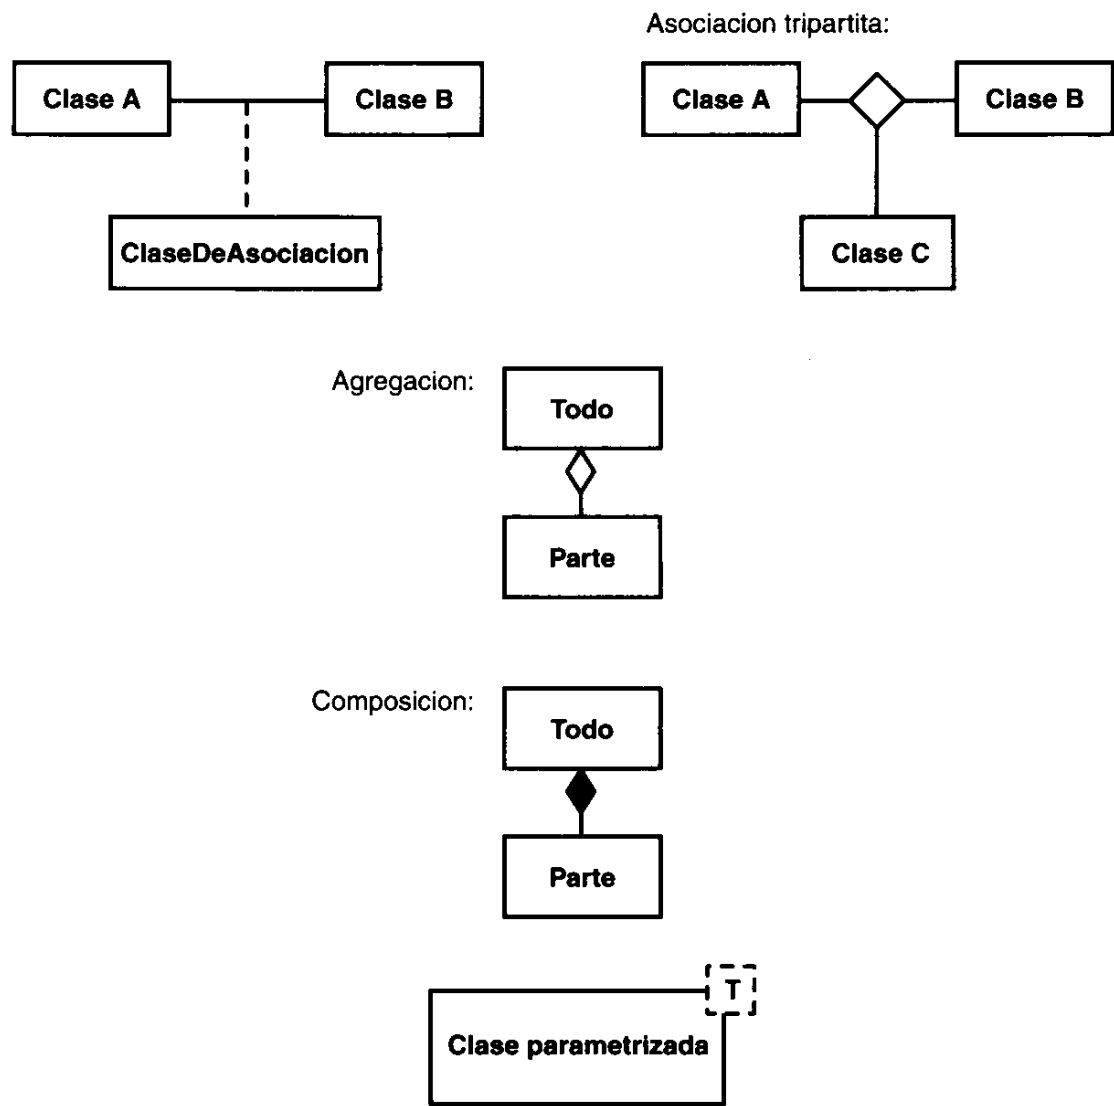 Asociacion tripartita:
Clase A
Clase B
ClaseDeAsociacion
Clase A
Clase B
Clase C
Agregacion:
Todo
Parte
Composicion:
Todo
Parte
T
Clase parametrizada